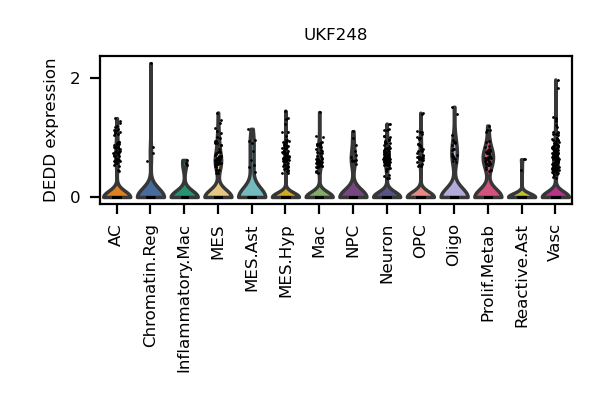 UKF248
DEDD expression
2
0
AC
Chromatin.Reg
Inflammatory.Mac
MES
MES.Ast
MES.Hyp
Mac
NPC
Neuron
OPC
Oligo
Prolif.Metab
Reactive.Ast
Vasc